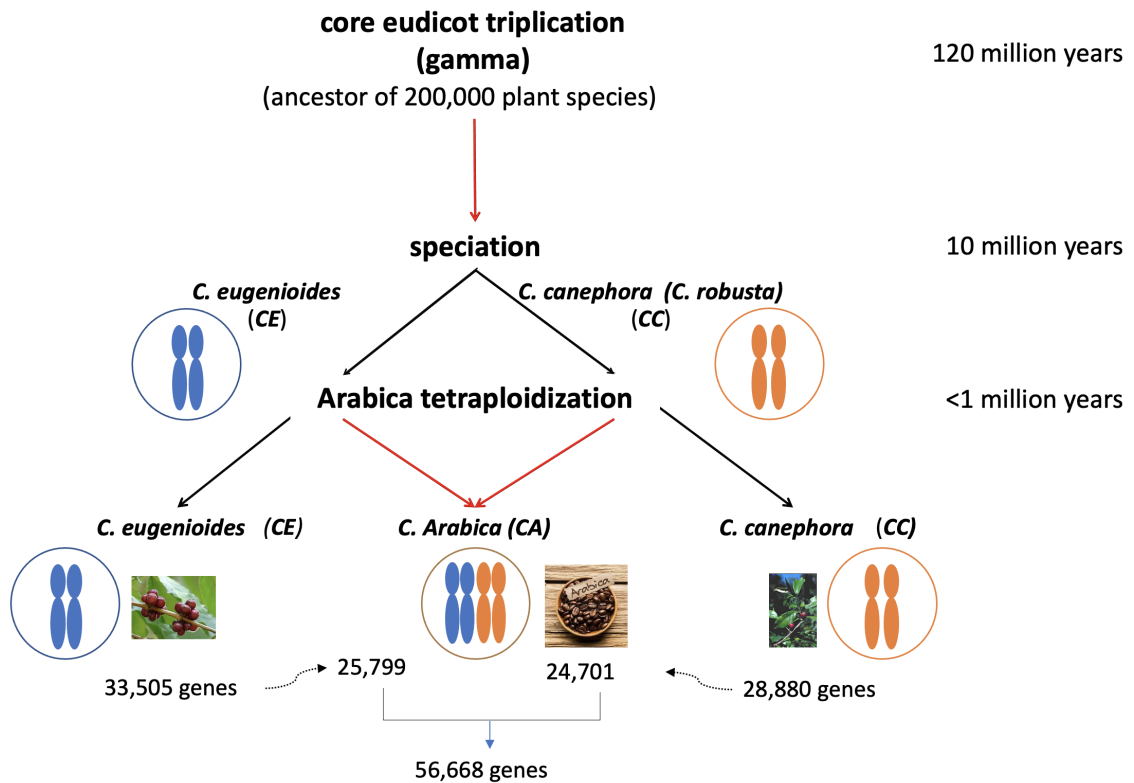 core eudicot triplication
(gamma)
(ancestor of 200,000 plant species)
120 million years
speciation
10 million years
C. eugenioides
(CE)
C. canephora (C. robusta)
(CC)
Arabica tetraploidization
<1 million years
C. eugenioides (CE)
C. Arabica (CA)
C. canephora (CC)
Arabica
25,799
24,701
33,505 genes
28,880 genes
56,668 genes